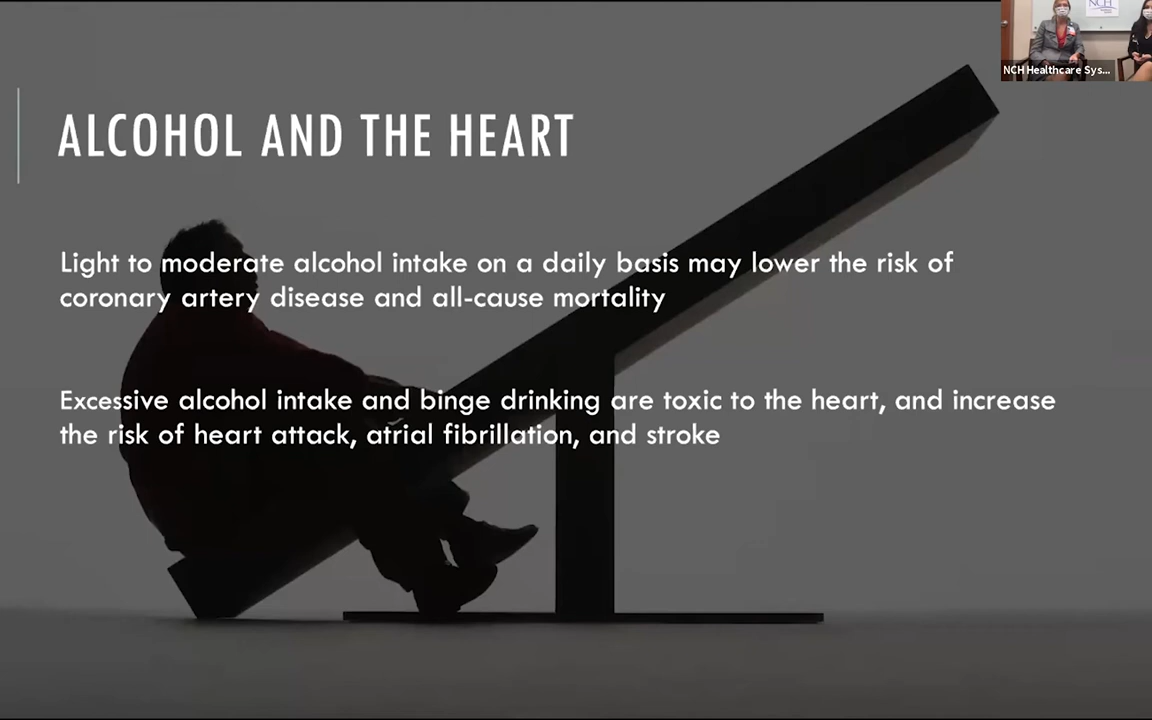 NCH
NCH Healthcare Sys...
ALCOHOL AND THE HEART
Light to moderate alcohol intake on a daily basis may lower the risk of
coronary artery disease and all-cause mortality
Excessive alcohol intake and binge drinking are toxic to the heart, and increase
the risk of heart attack, atrial fibrillation, and stroke